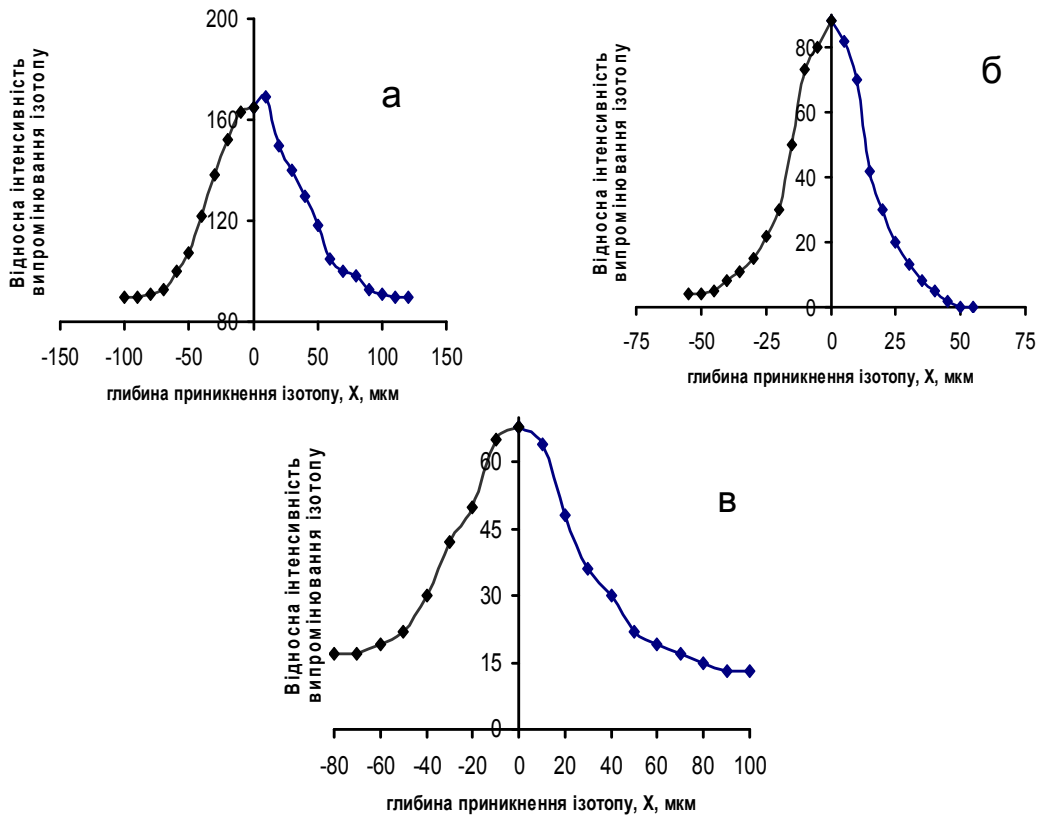 200
160
120
80
-150 -100 -50 0 50 100 150
Відносна інтенсивність
випромінювання ізотопу
глибина приникнення ізотопу, X, мкм
а
80
60
40
20
0
-75 -50 -25 0 25 50 75
Відносна інтенсивність
випромінювання ізотопу
глибина приникнення ізотопу, X, мкм
б
60
45
30
15
0
-80 -60 -40 -20 0 20 40 60 80 100
Відносна інтенсивність
випромінювання ізотопу
глибина приникнення ізотопу, X, мкм
в